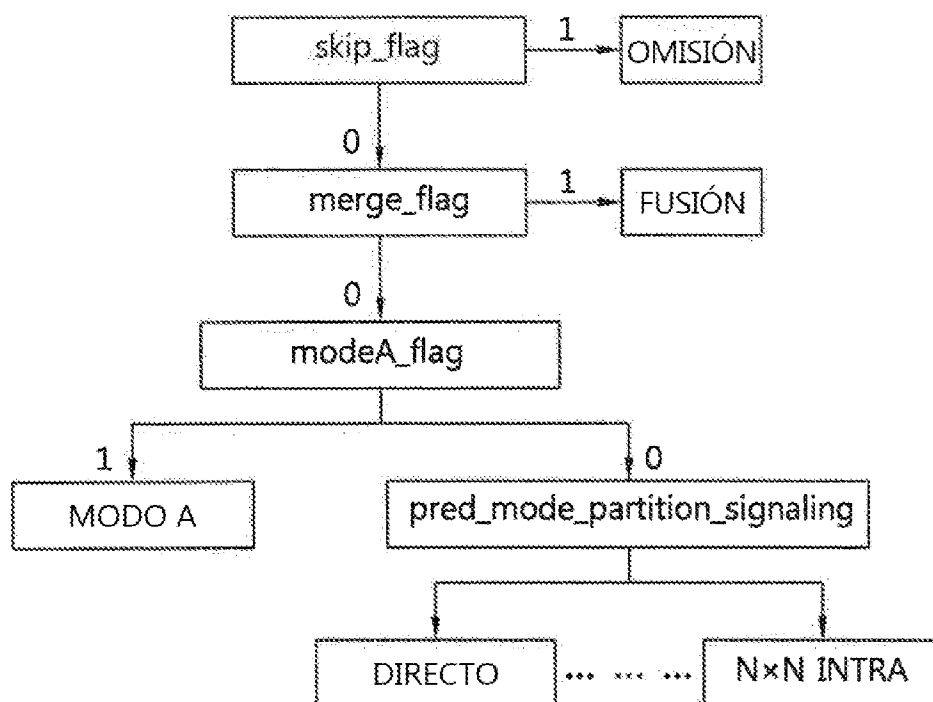 skip_flag 1 OMISIÓN
0
merge_flag 1 FUSIÓN
0
modeA_flag
1 0
MODO A pred_mode_partition_signaling
DIRECTO ... ... ... N×N INTRA